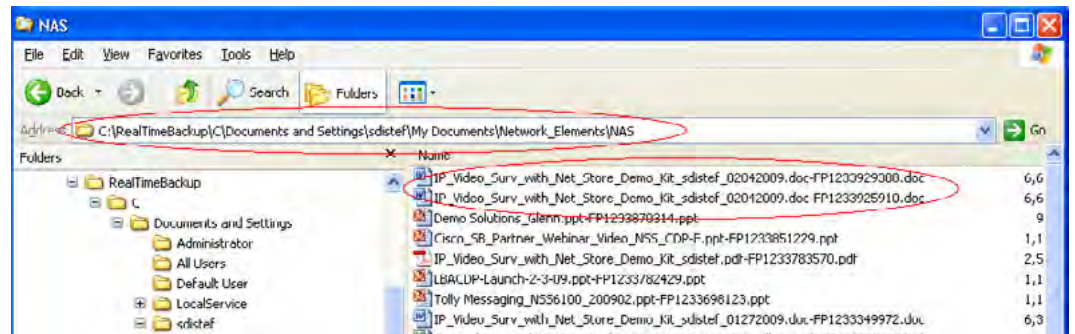 NAS
File Edit View Favorites Tools Help
Back Search Folders
Address C:\RealTimeBackup\C\Documents and Settings\sdistef\My Documents\Network_Elements\NAS Go
Folders Name
RealTimeBackup
C
Documents and Settings
Administrator
All Users
Default User
LocalService
sdistef
IP_Video_Surv_with_Net_Store_Demo_Kit_sdistef_02042009.doc-FP1233929300.doc 6,6
IP_Video_Surv_with_Net_Store_Demo_Kit_sdistef_02042009.doc-FP1233925910.doc 6,6
Demo Solutions_Glenn.ppt-FP1233870314.ppt 9
Cisco_SB_Partner_Webinar_Video_NSS_CDP-F.ppt-FP1233851229.ppt 1,1
IP_Video_Surv_with_Net_Store_Demo_Kit_sdistef.pdf-FP1233783570.pdf 2,5
LBACDP-Launch-2-3-09.ppt-FP1233782429.ppt 1,1
Tolly Messaging_NSS6100_200902.ppt-FP1233698123.ppt 1,1
IP_Video_Surv_with_Net_Store_Demo_Kit_sdistef_01272009.doc-FP1233349972.doc 6,3